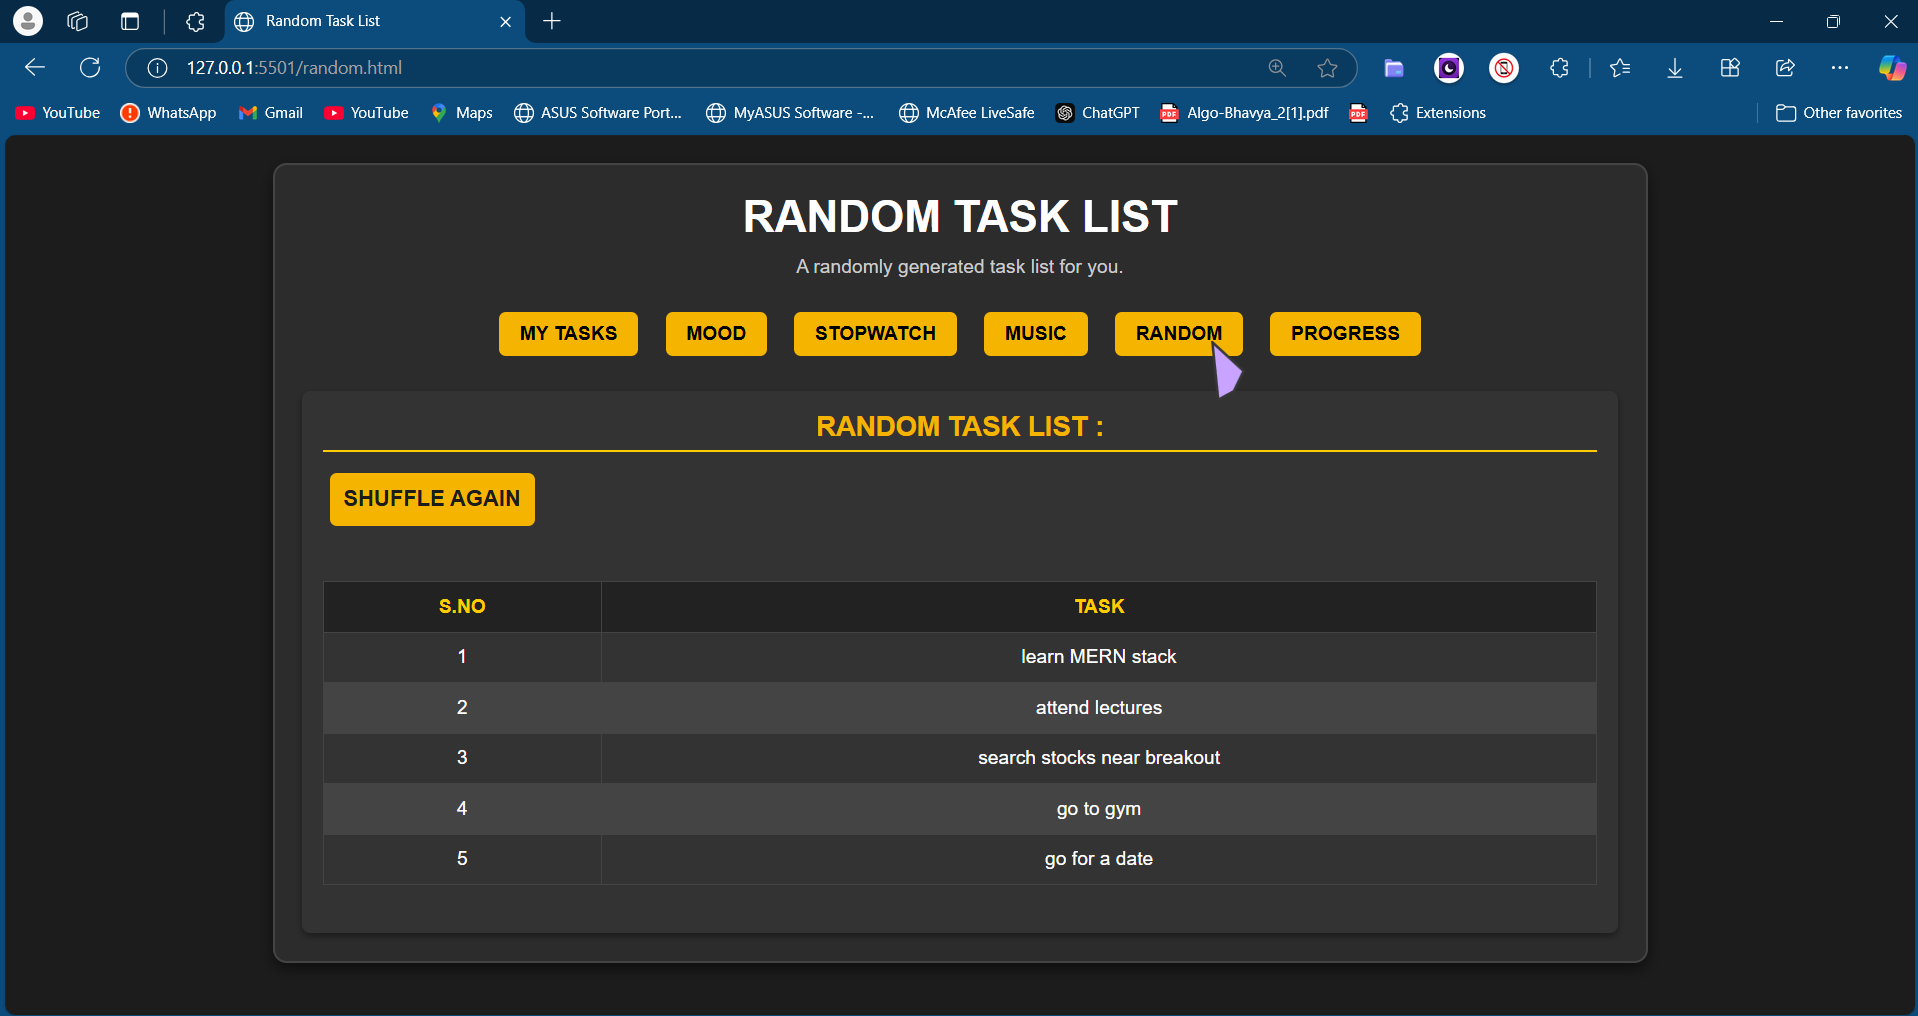 Random Task List
127.0.0.1:5501/random.html
YouTube WhatsApp Gmail YouTube Maps ASUS Software Port... MyASUS Software -... McAfee LiveSafe ChatGPT PDF Algo-Bhavya_2[1].pdf PDF Extensions Other favorites
RANDOM TASK LIST
A randomly generated task list for you.
MY TASKS MOOD STOPWATCH MUSIC RANDOM PROGRESS
RANDOM TASK LIST :
SHUFFLE AGAIN
S.NO TASK
1 learn MERN stack
2 attend lectures
3 search stocks near breakout
4 go to gym
5 go for a date